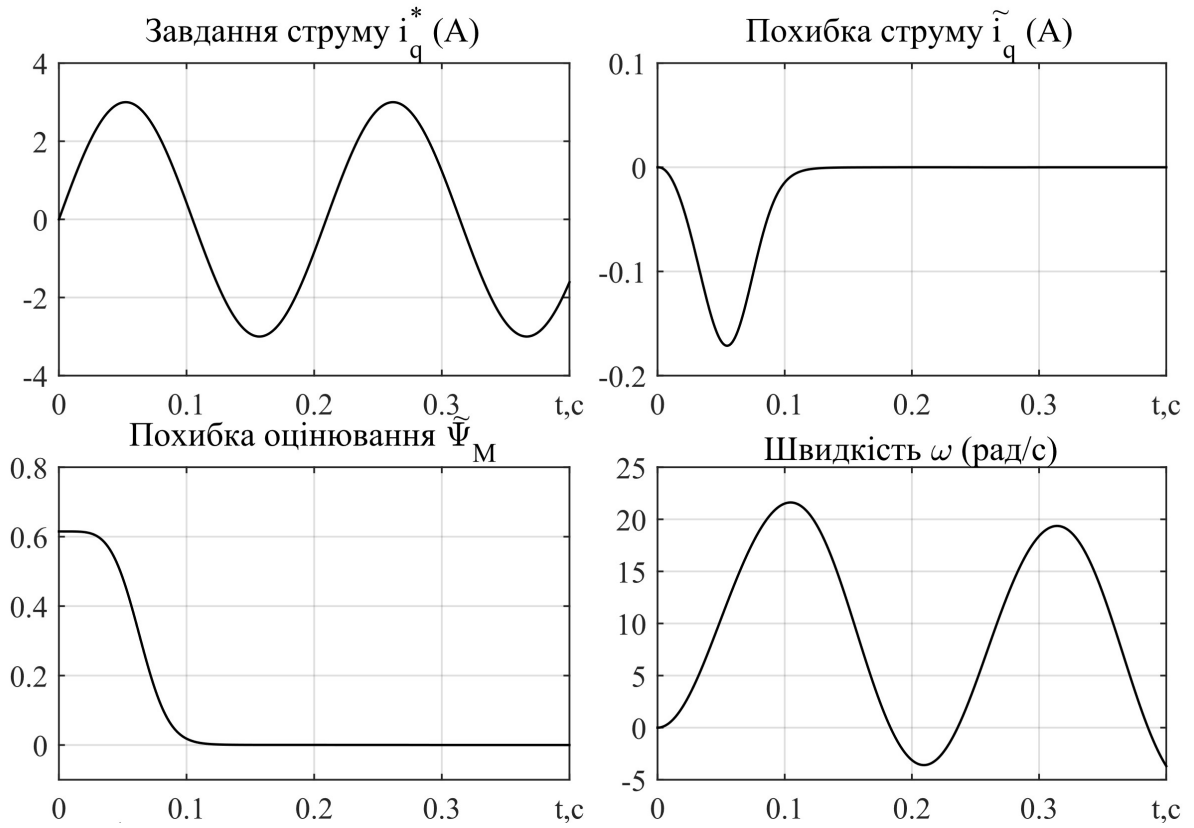 Завдання струму i*q (А)
4
2
0
-2
-4
0 0.1 0.2 0.3 t,с
Похибка струму ĩq (А)
0.1
0
-0.1
-0.2
0 0.1 0.2 0.3 t,с
Похибка оцінювання Ψ̃М
0.8
0.6
0.4
0.2
0
0 0.1 0.2 0.3 t,с
Швидкість ω (рад/с)
25
20
15
10
5
0
-5
0 0.1 0.2 0.3 t,с